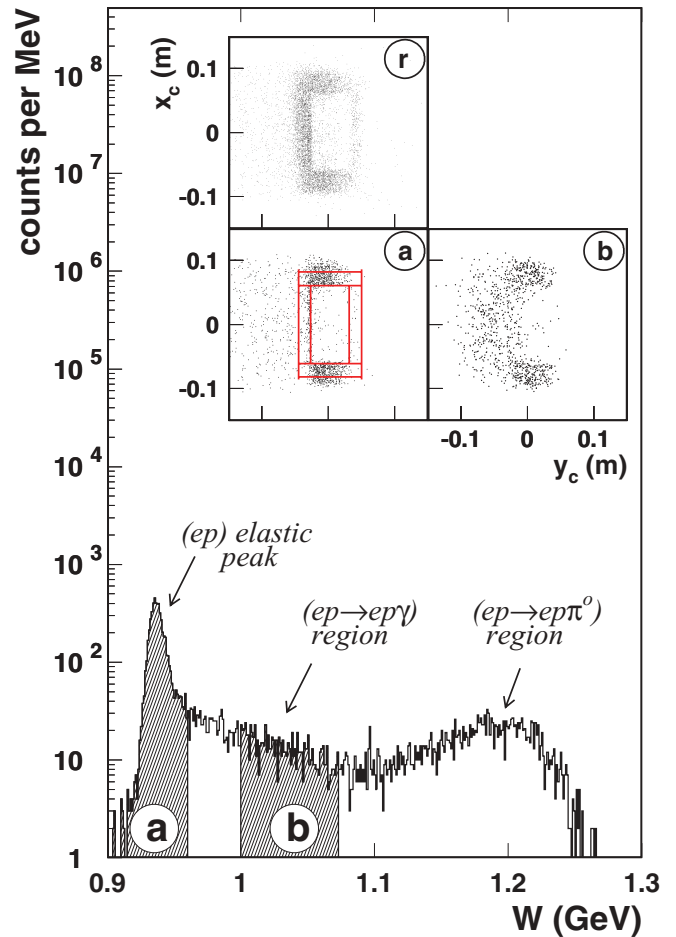 counts per MeV
10^8
10^7
10^6
10^5
10^4
10^3
10^2
10
1
x_c (m)
0.1
0
-0.1
r
0.1
0
-0.1
a
b
-0.1 0 0.1
y_c (m)
(ep) elastic
peak
(ep→epγ)
region
(ep→epπ^o)
region
a
b
0.9 1 1.1 1.2 1.3
W (GeV)